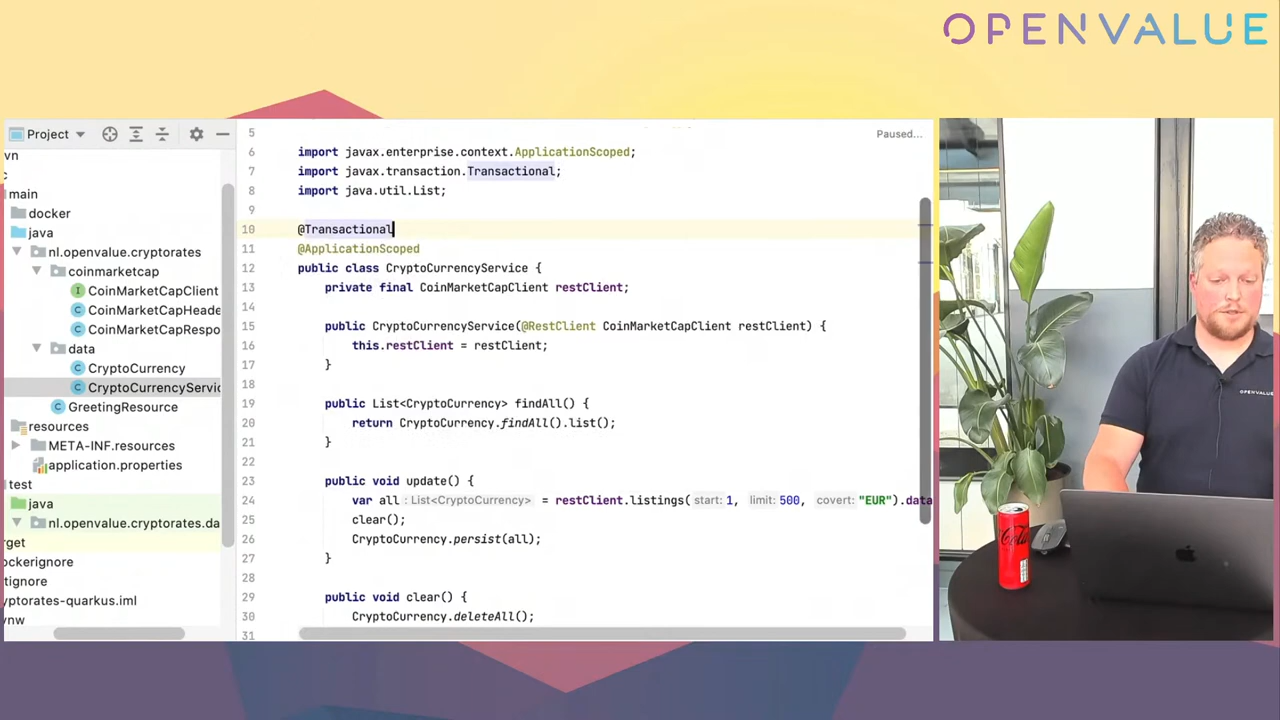 OPENVALUE
Project
Paused...
vn
c
main
docker
java
nl.openvalue.cryptorates
coinmarketcap
CoinMarketCapClient
CoinMarketCapHeade
CoinMarketCapRespo
data
CryptoCurrency
CryptoCurrencyServic
GreetingResource
resources
META-INF.resources
application.properties
test
java
nl.openvalue.cryptorates.da
rget
ockerignore
itignore
yptorates-quarkus.iml
vnw
5
6 import javax.enterprise.context.ApplicationScoped;
7 import javax.transaction.Transactional;
8 import java.util.List;
9
10 @Transactional
11 @ApplicationScoped
12 public class CryptoCurrencyService {
13 private final CoinMarketCapClient restClient;
14
15 public CryptoCurrencyService(@RestClient CoinMarketCapClient restClient) {
16 this.restClient = restClient;
17 }
18
19 public List<CryptoCurrency> findAll() {
20 return CryptoCurrency.findAll().list();
21 }
22
23 public void update() {
24 var all : List<CryptoCurrency> = restClient.listings( start: 1, limit: 500, covert: "EUR").data
25 clear();
26 CryptoCurrency.persist(all);
27 }
28
29 public void clear() {
30 CryptoCurrency.deleteAll();
31
OPENVALUE